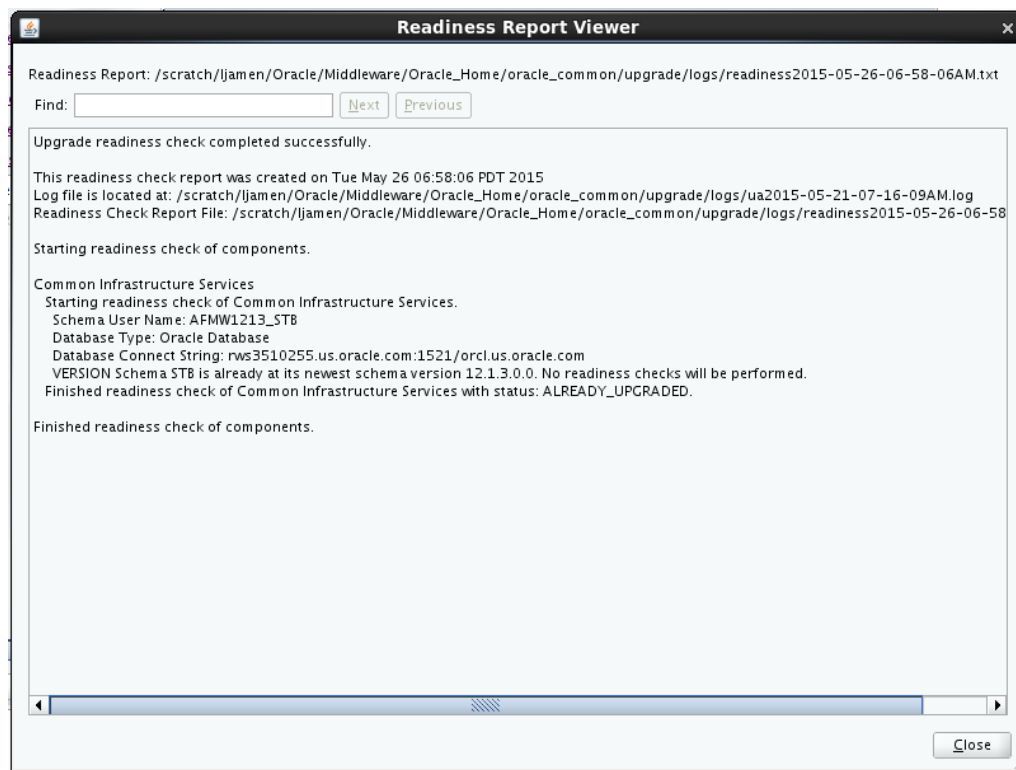 Readiness Report Viewer
Readiness Report: /scratch/ljamen/Oracle/Middleware/Oracle_Home/oracle_common/upgrade/logs/readiness2015-05-26-06-58-06AM.txt
Find: Next Previous
Upgrade readiness check completed successfully.
This readiness check report was created on Tue May 26 06:58:06 PDT 2015
Log file is located at: /scratch/ljamen/Oracle/Middleware/Oracle_Home/oracle_common/upgrade/logs/ua2015-05-21-07-16-09AM.log
Readiness Check Report File: /scratch/ljamen/Oracle/Middleware/Oracle_Home/oracle_common/upgrade/logs/readiness2015-05-26-06-58
Starting readiness check of components.
Common Infrastructure Services
Starting readiness check of Common Infrastructure Services.
Schema User Name: AFMW1213_STB
Database Type: Oracle Database
Database Connect String: rws3510255.us.oracle.com:1521/orcl.us.oracle.com
VERSION Schema STB is already at its newest schema version 12.1.3.0.0. No readiness checks will be performed.
Finished readiness check of Common Infrastructure Services with status: ALREADY_UPGRADED.
Finished readiness check of components.
Close